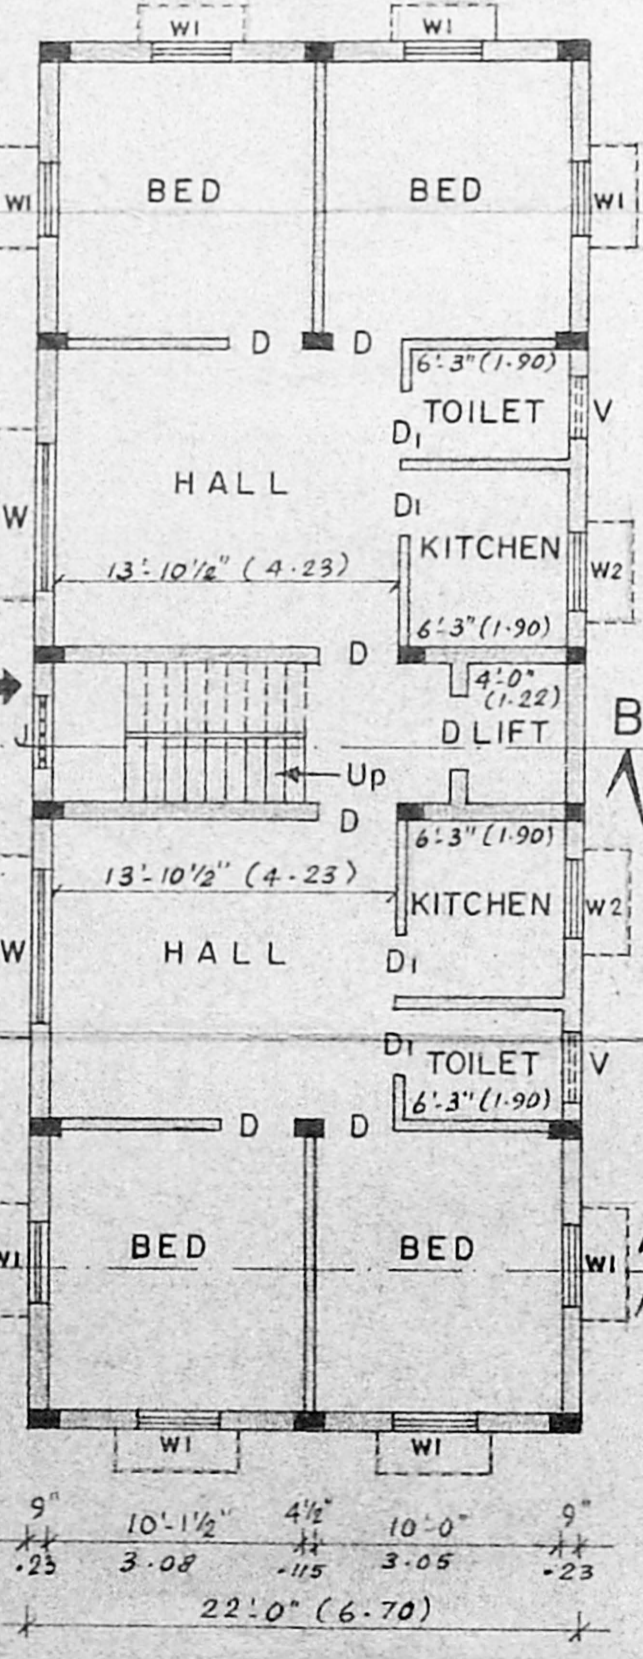 W1 W1
BED BED
W1 W1
D D
6'-3" (1.90)
TOILET V
D1
HALL
D1
W
KITCHEN
W2
13'-10½" (4.23)
6'-3" (1.90)
D
4'-0"
(1.22)
D LIFT
B
Up
D
6'-3" (1.90)
13'-10½" (4.23)
KITCHEN W2
W HALL D1
D1
TOILET V
6'-3" (1.90)
D D
BED BED
W1 W1
W1 W1
9" 10'-1½" 4½" 10'-0" 9"
.23 3.08 .115 3.05 .23
22'-0" (6.70)